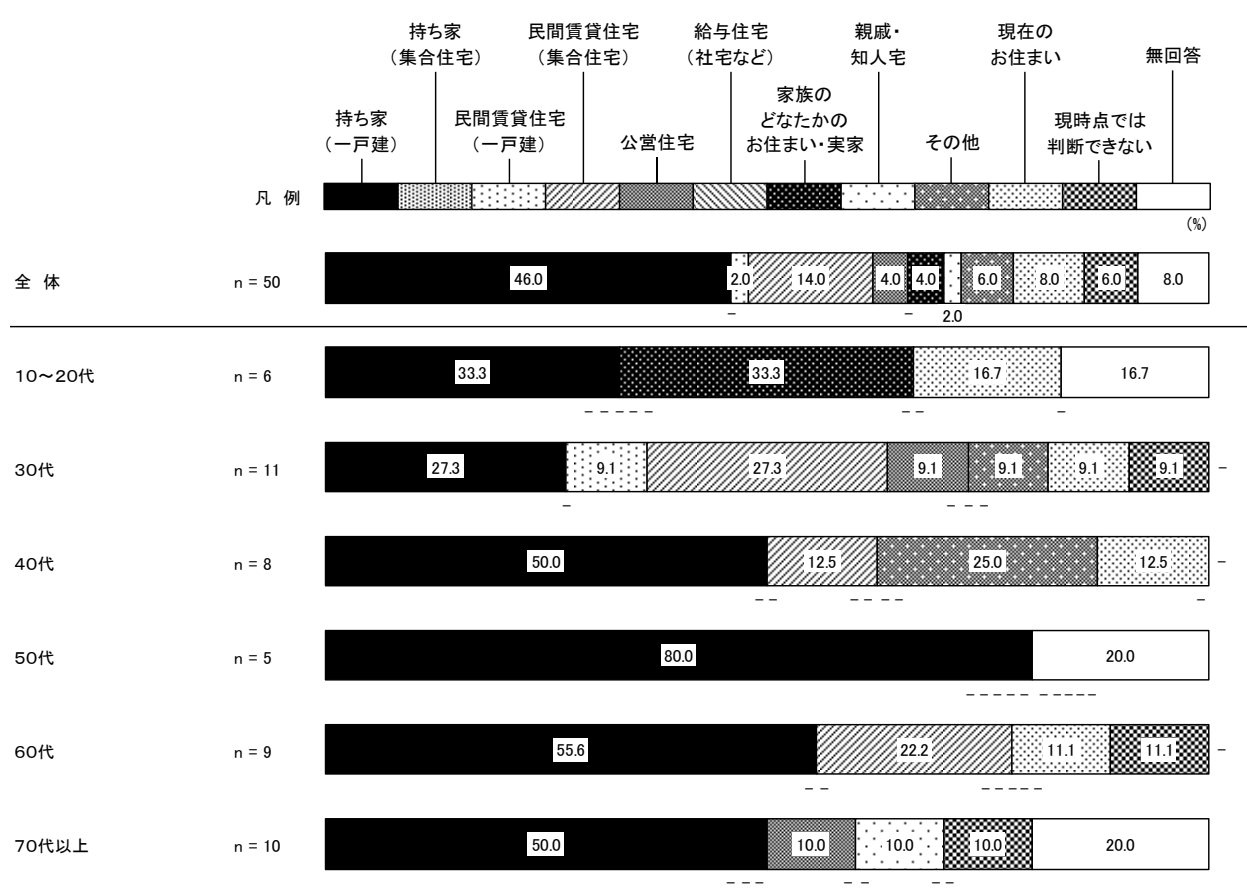 持ち家
（集合住宅）
民間賃貸住宅
（集合住宅）
給与住宅
（社宅など）
親戚・
知人宅
現在の
お住まい
無回答
持ち家
（一戸建）
民間賃貸住宅
（一戸建）
公営住宅
家族の
どなたかの
お住まい・実家
その他
現時点では
判断できない
凡 例
(%)
全 体 n = 50 46.0 2.0 14.0 4.0 4.0 6.0 8.0 6.0 8.0
– – 2.0
10～20代 n = 6 33.3 33.3 16.7 16.7
– – – – – – – –
30代 n = 11 27.3 9.1 27.3 9.1 9.1 9.1 9.1 –
– – – –
40代 n = 8 50.0 12.5 25.0 12.5 –
– – – – – – –
50代 n = 5 80.0 20.0
– – – – – – – – – –
60代 n = 9 55.6 22.2 11.1 11.1 –
– – – – – – –
70代以上 n = 10 50.0 10.0 10.0 10.0 20.0
– – – – – – –